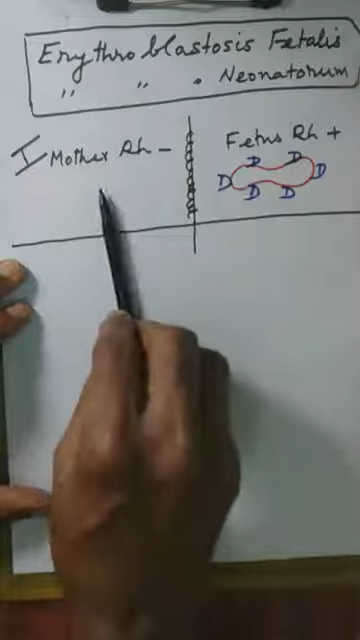 Erythroblastosis Fetalis
" " . Neonatorum
I Mother Rh - Fetus Rh +
D D
D D
D D